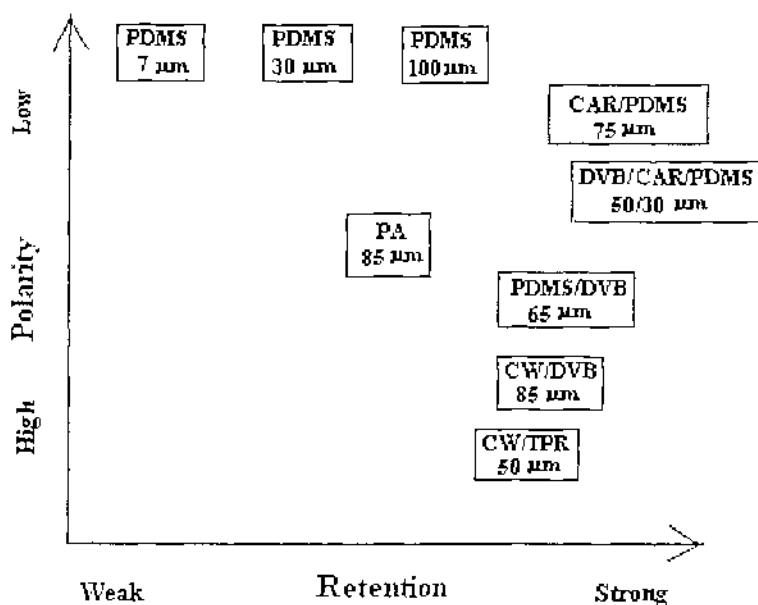 PDMS
7 µm
PDMS
30 µm
PDMS
100µm
CAR/PDMS
75 µm
DVB/CAR/PDMS
50/30 µm
PA
85 µm
PDMS/DVB
65 µm
CW/DVB
85 µm
CW/TPR
50 µm
Low
Polarity
High
Weak
Retention
Strong